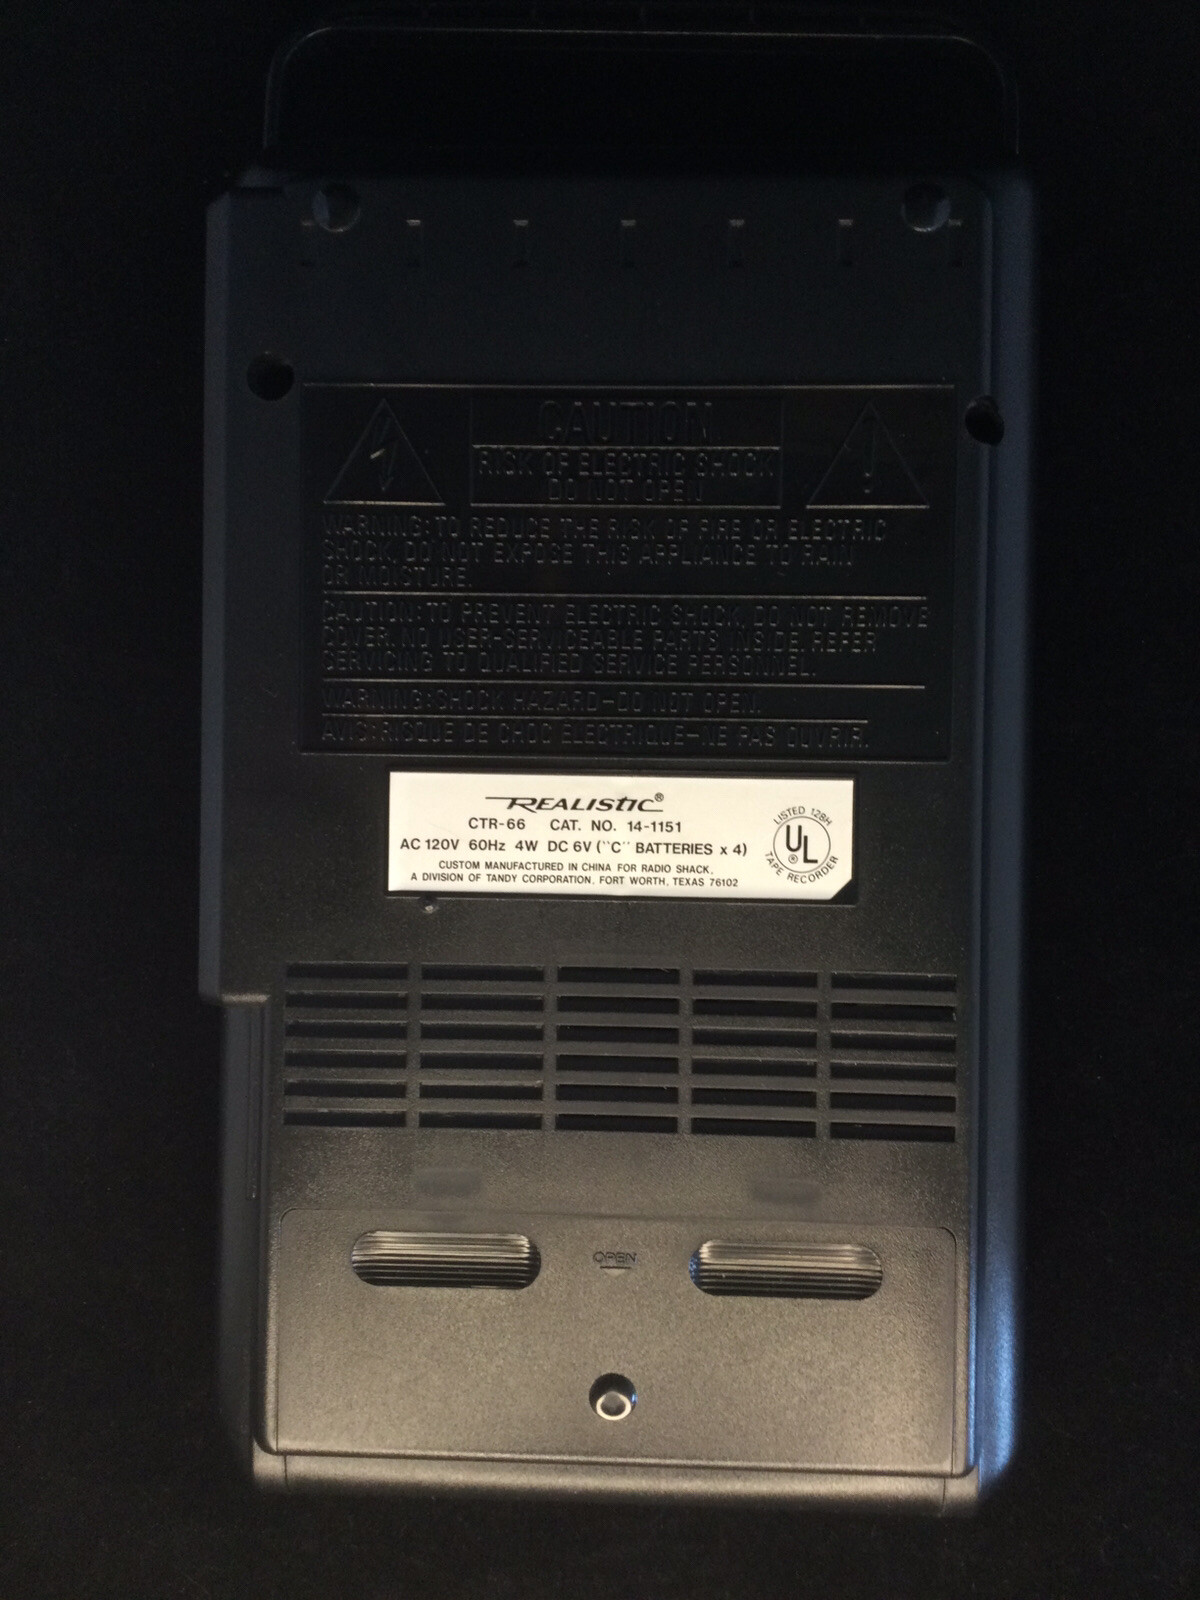 CAUTION
RISK OF ELECTRIC SHOCK
DO NOT OPEN
WARNING: TO REDUCE THE RISK OF FIRE OR ELECTRIC
SHOCK, DO NOT EXPOSE THIS APPLIANCE TO RAIN
OR MOISTURE.
CAUTION: TO PREVENT ELECTRIC SHOCK, DO NOT REMOVE
COVER. NO USER-SERVICEABLE PARTS INSIDE. REFER
SERVICING TO QUALIFIED SERVICE PERSONNEL.
WARNING: SHOCK HAZARD-DO NOT OPEN.
AVIS: RISQUE DE CHOC ELECTRIQUE-NE PAS OUVRIR.
REALISTIC®
CTR-66 CAT. NO. 14-1151
AC 120V 60Hz 4W DC 6V ("C" BATTERIES x 4)
CUSTOM MANUFACTURED IN CHINA FOR RADIO SHACK,
A DIVISION OF TANDY CORPORATION, FORT WORTH, TEXAS 76102
LISTED 128H
UL®
TAPE RECORDER
OPEN